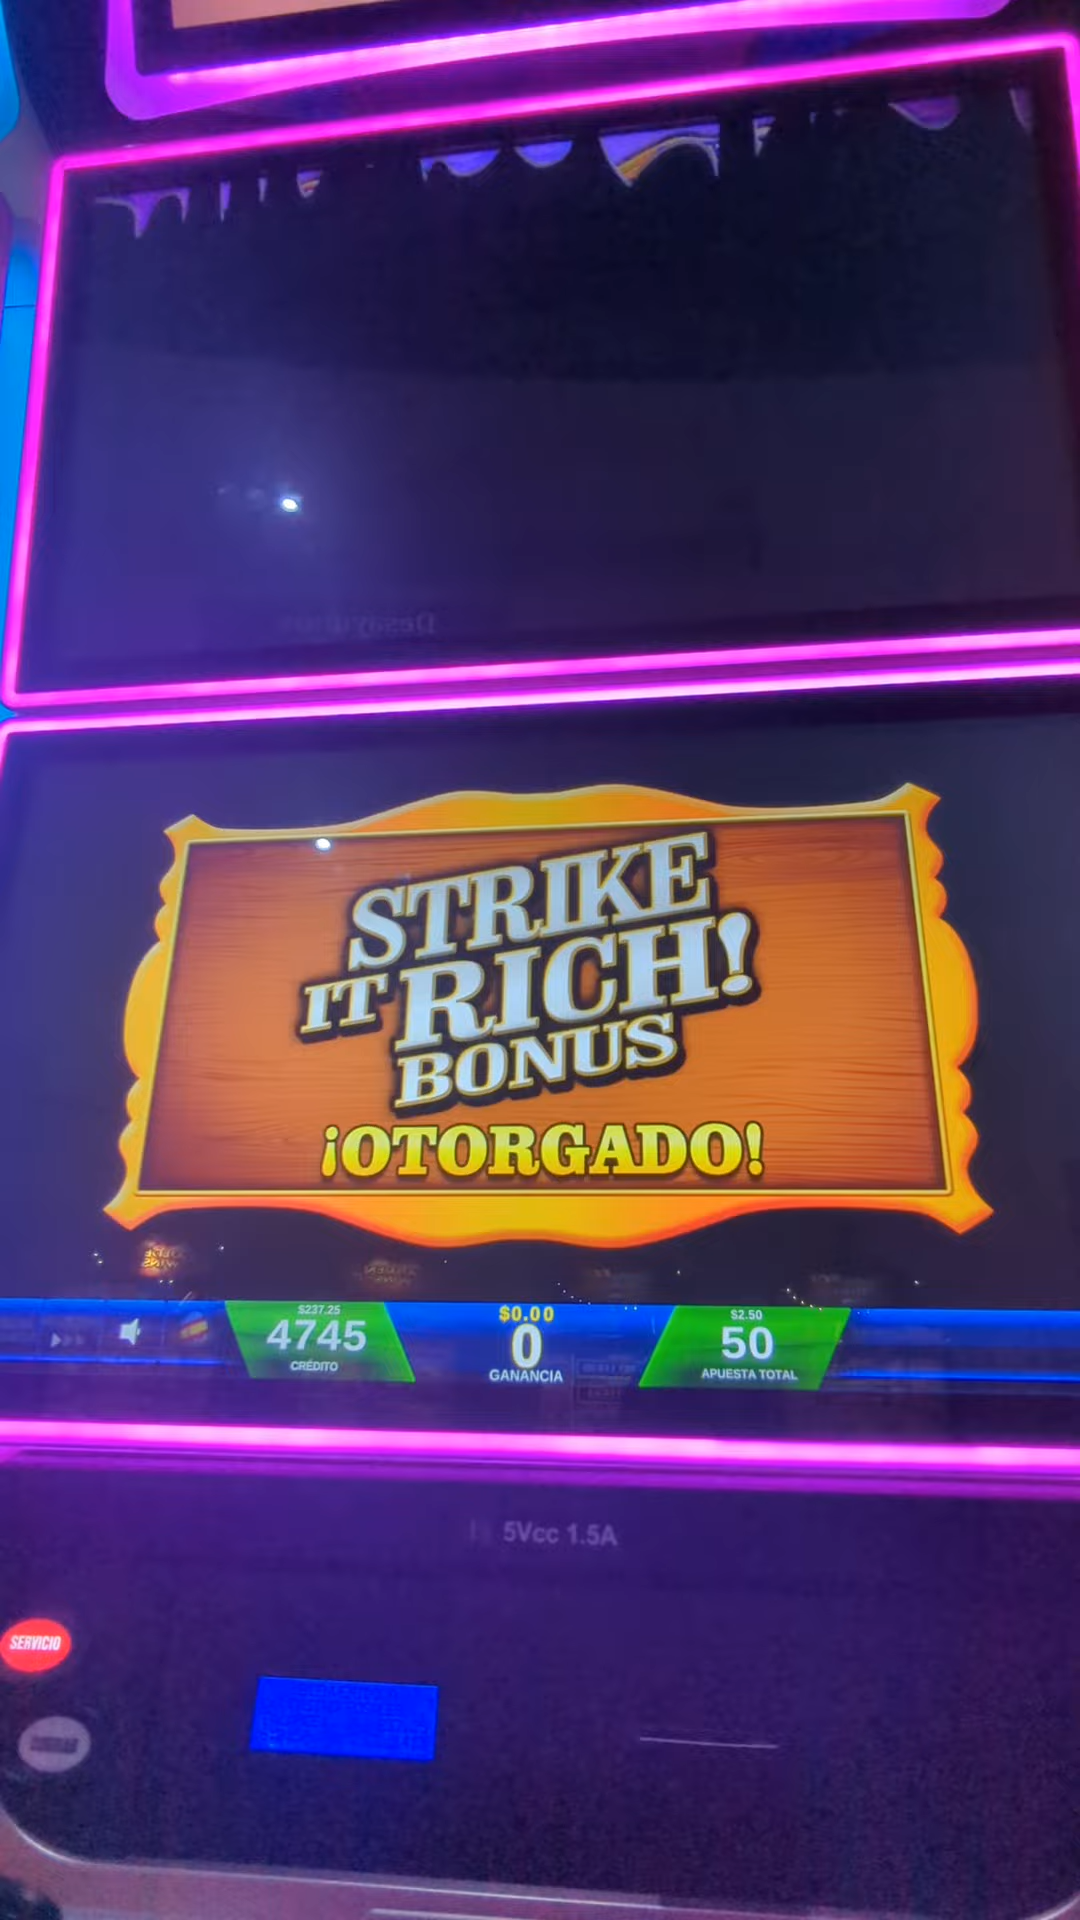 STRIKE
IT RICH!
BONUS
¡OTORGADO!
$237.25
4745
CRÉDITO
$0.00
0
GANANCIA
$2.50
50
APUESTA TOTAL
5Vcc 1.5A
SERVICIO